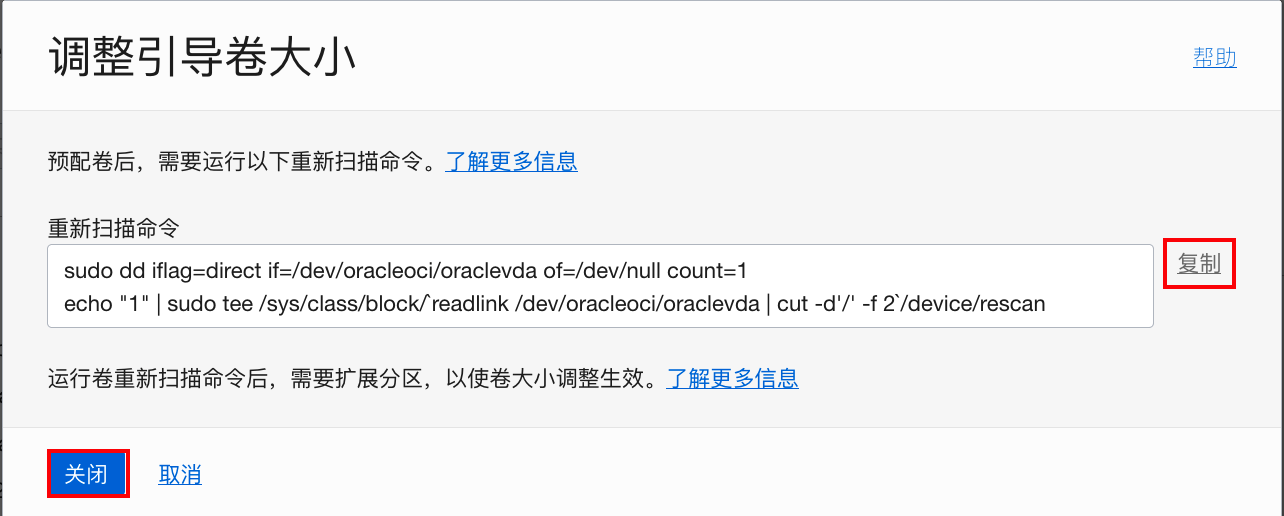 调整引导卷大小
帮助
预配卷后，需要运行以下重新扫描命令。了解更多信息
重新扫描命令
sudo dd iflag=direct if=/dev/oracleoci/oraclevda of=/dev/null count=1
echo "1" | sudo tee /sys/class/block/`readlink /dev/oracleoci/oraclevda | cut -d'/' -f 2`/device/rescan
复制
运行卷重新扫描命令后，需要扩展分区，以使卷大小调整生效。了解更多信息
关闭
取消